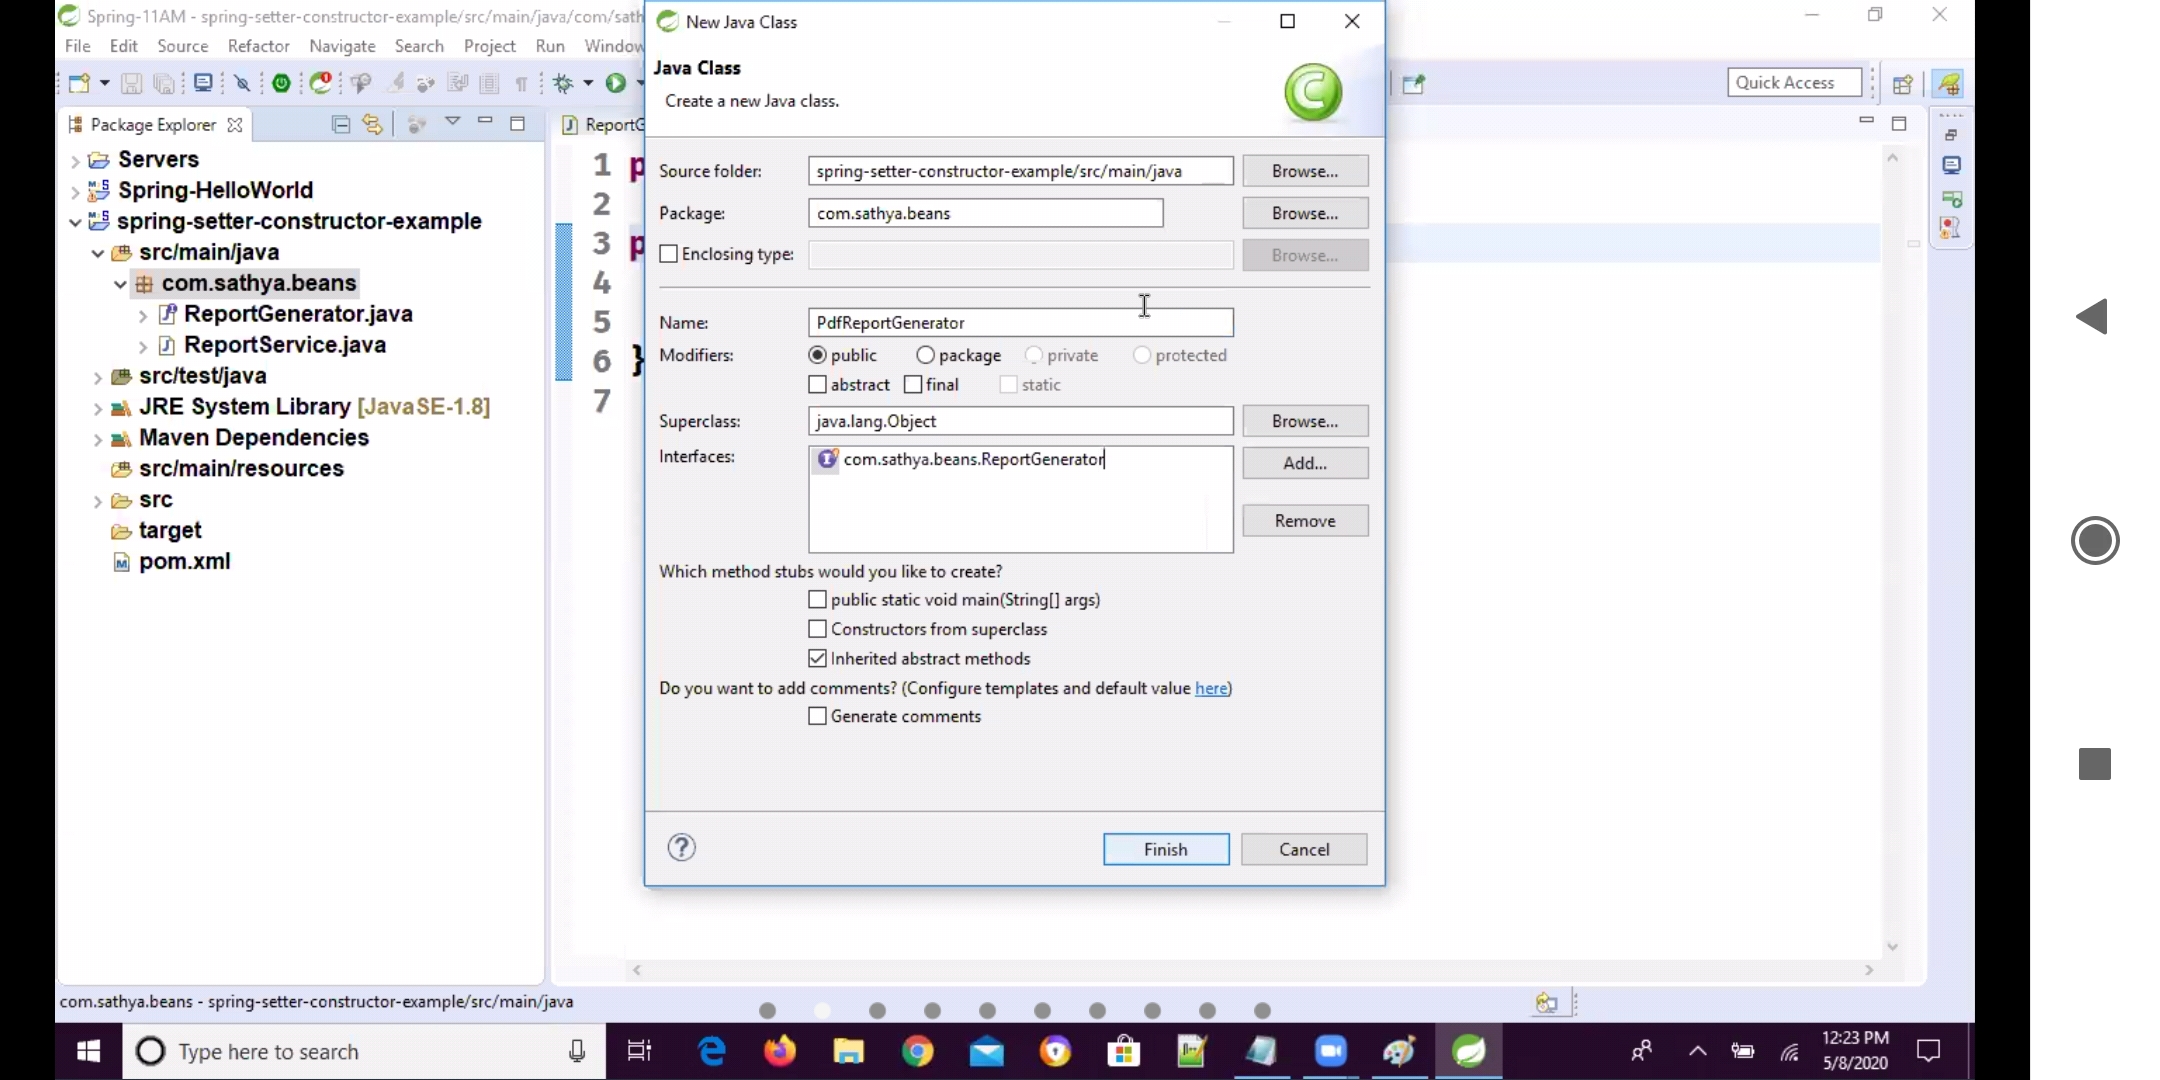 Spring-11AM - spring-setter-constructor-example/src/main/java/com/sath
File Edit Source Refactor Navigate Search Project Run Window
Quick Access
Package Explorer
Servers
Spring-HelloWorld
spring-setter-constructor-example
src/main/java
com.sathya.beans
ReportGenerator.java
ReportService.java
src/test/java
JRE System Library [JavaSE-1.8]
Maven Dependencies
src/main/resources
src
target
pom.xml
ReportG
1 p
2
3 p
4
5
6 }
7
New Java Class
Java Class
Create a new Java class.
Source folder: spring-setter-constructor-example/src/main/java Browse...
Package: com.sathya.beans Browse...
Enclosing type: Browse...
Name: PdfReportGenerator
Modifiers: public package private protected
abstract final static
Superclass: java.lang.Object Browse...
Interfaces: com.sathya.beans.ReportGenerator Add...
Remove
Which method stubs would you like to create?
public static void main(String[] args)
Constructors from superclass
Inherited abstract methods
Do you want to add comments? (Configure templates and default value here)
Generate comments
Finish Cancel
com.sathya.beans - spring-setter-constructor-example/src/main/java
Type here to search
12:23 PM
5/8/2020